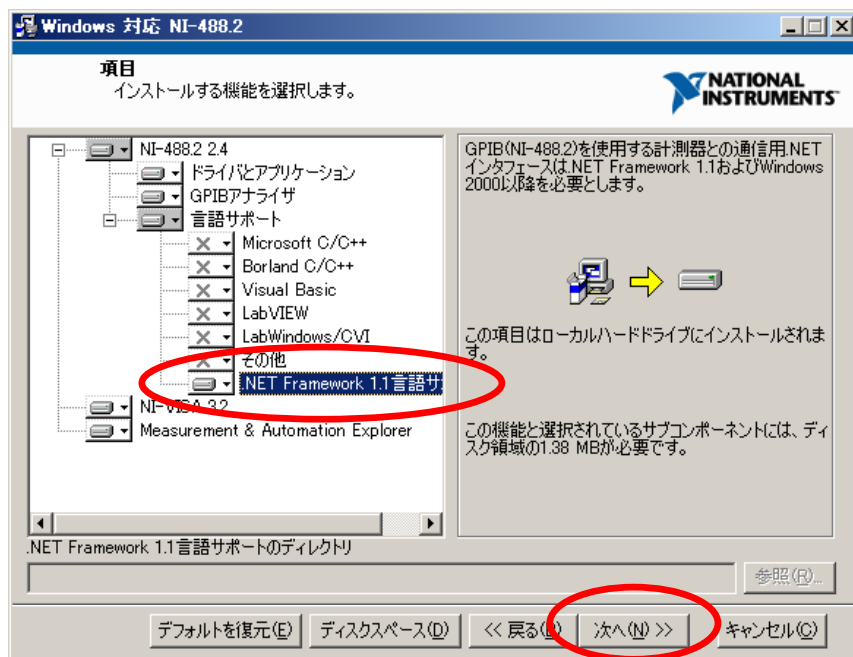 Windows 対応 NI-488.2
項目
インストールする機能を選択します。
NATIONAL
INSTRUMENTS™
NI-488.2 2.4
ドライバとアプリケーション
GPIBアナライザ
言語サポート
Microsoft C/C++
Borland C/C++
Visual Basic
LabVIEW
LabWindows/CVI
その他
.NET Framework 1.1言語サ
NI-VISA 3.2
Measurement & Automation Explorer
GPIB(NI-488.2)を使用する計測器との通信用.NET
インタフェースは.NET Framework 1.1およびWindows
2000以降を必要とします。
この項目はローカルハードドライブにインストールされま
す。
この機能と選択されているサブコンポーネントには、ディ
スク領域の1.38 MBが必要です。
.NET Framework 1.1言語サポートのディレクトリ
参照(R)...
デフォルトを復元(E) ディスクスペース(D) << 戻る(B) 次へ(N) >> キャンセル(C)